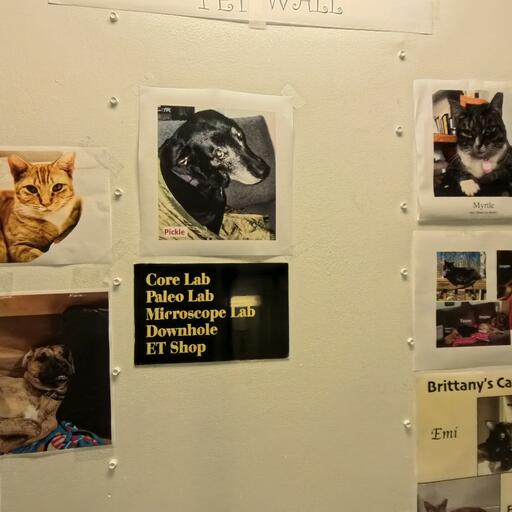 PET WALL
Pickle
Myrtle
Core Lab
Paleo Lab
Microscope Lab
Downhole
ET Shop
Brittany's Ca
Emi